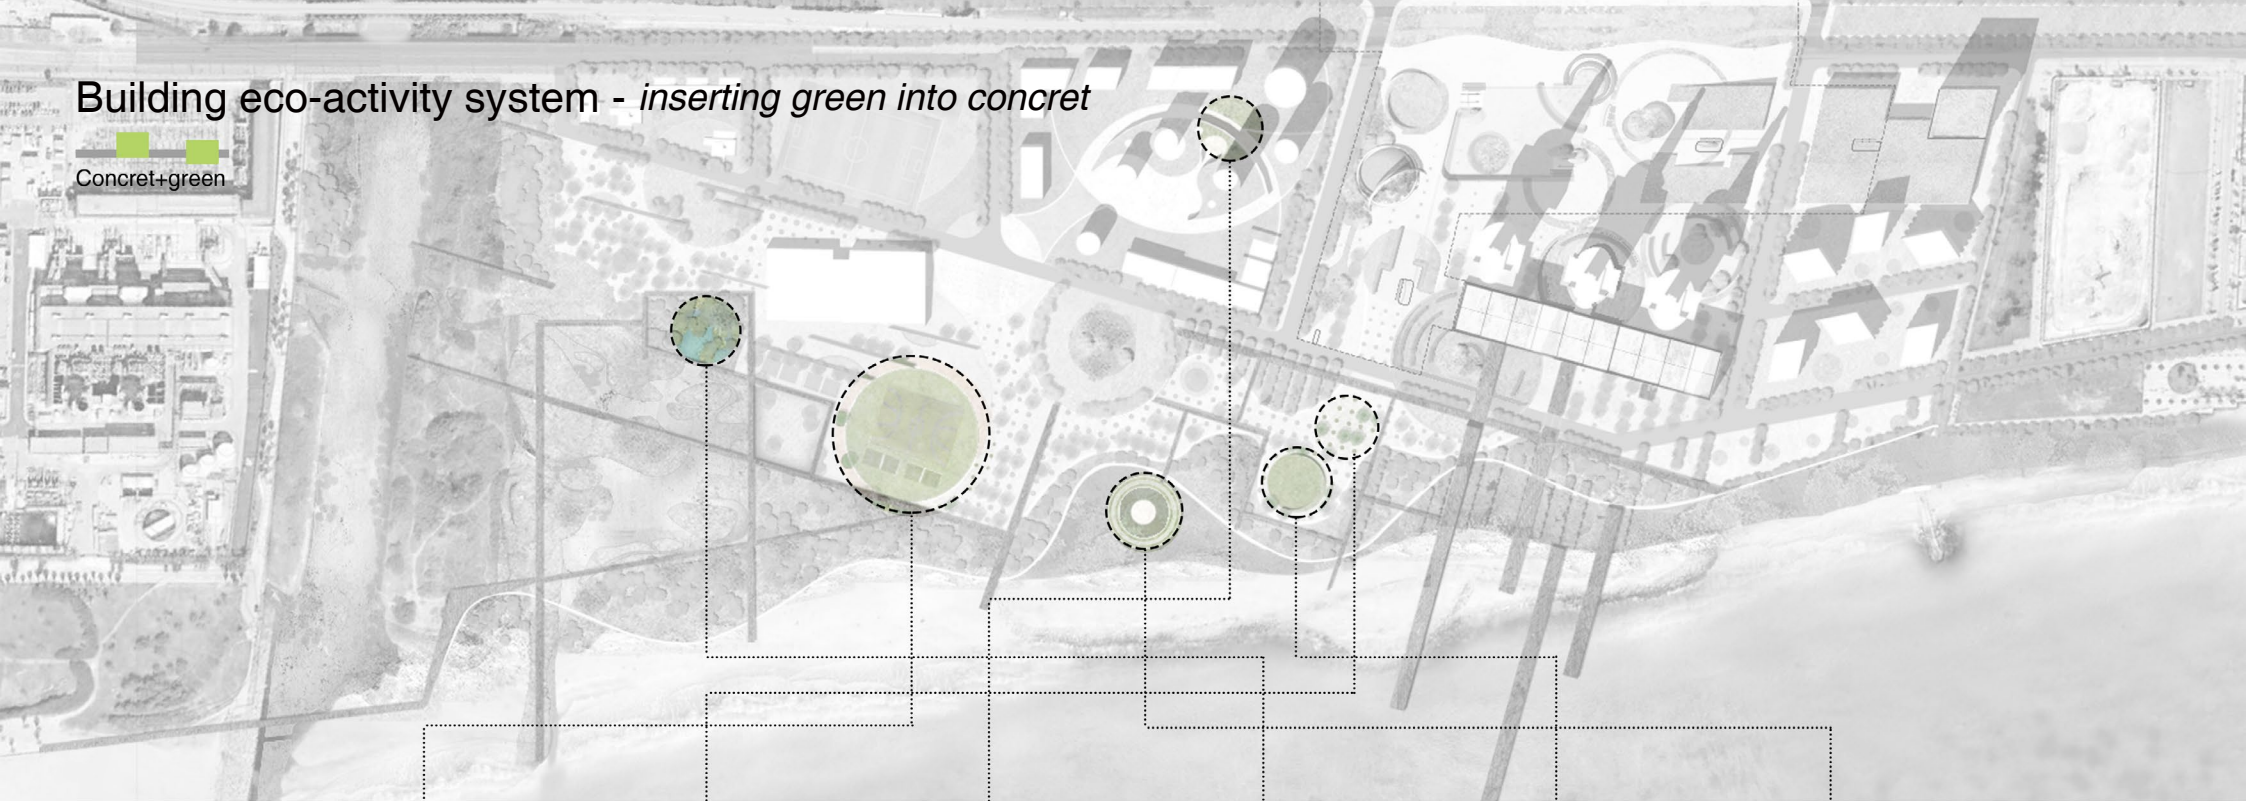 Building eco-activity system - inserting green into concret
Concret+green